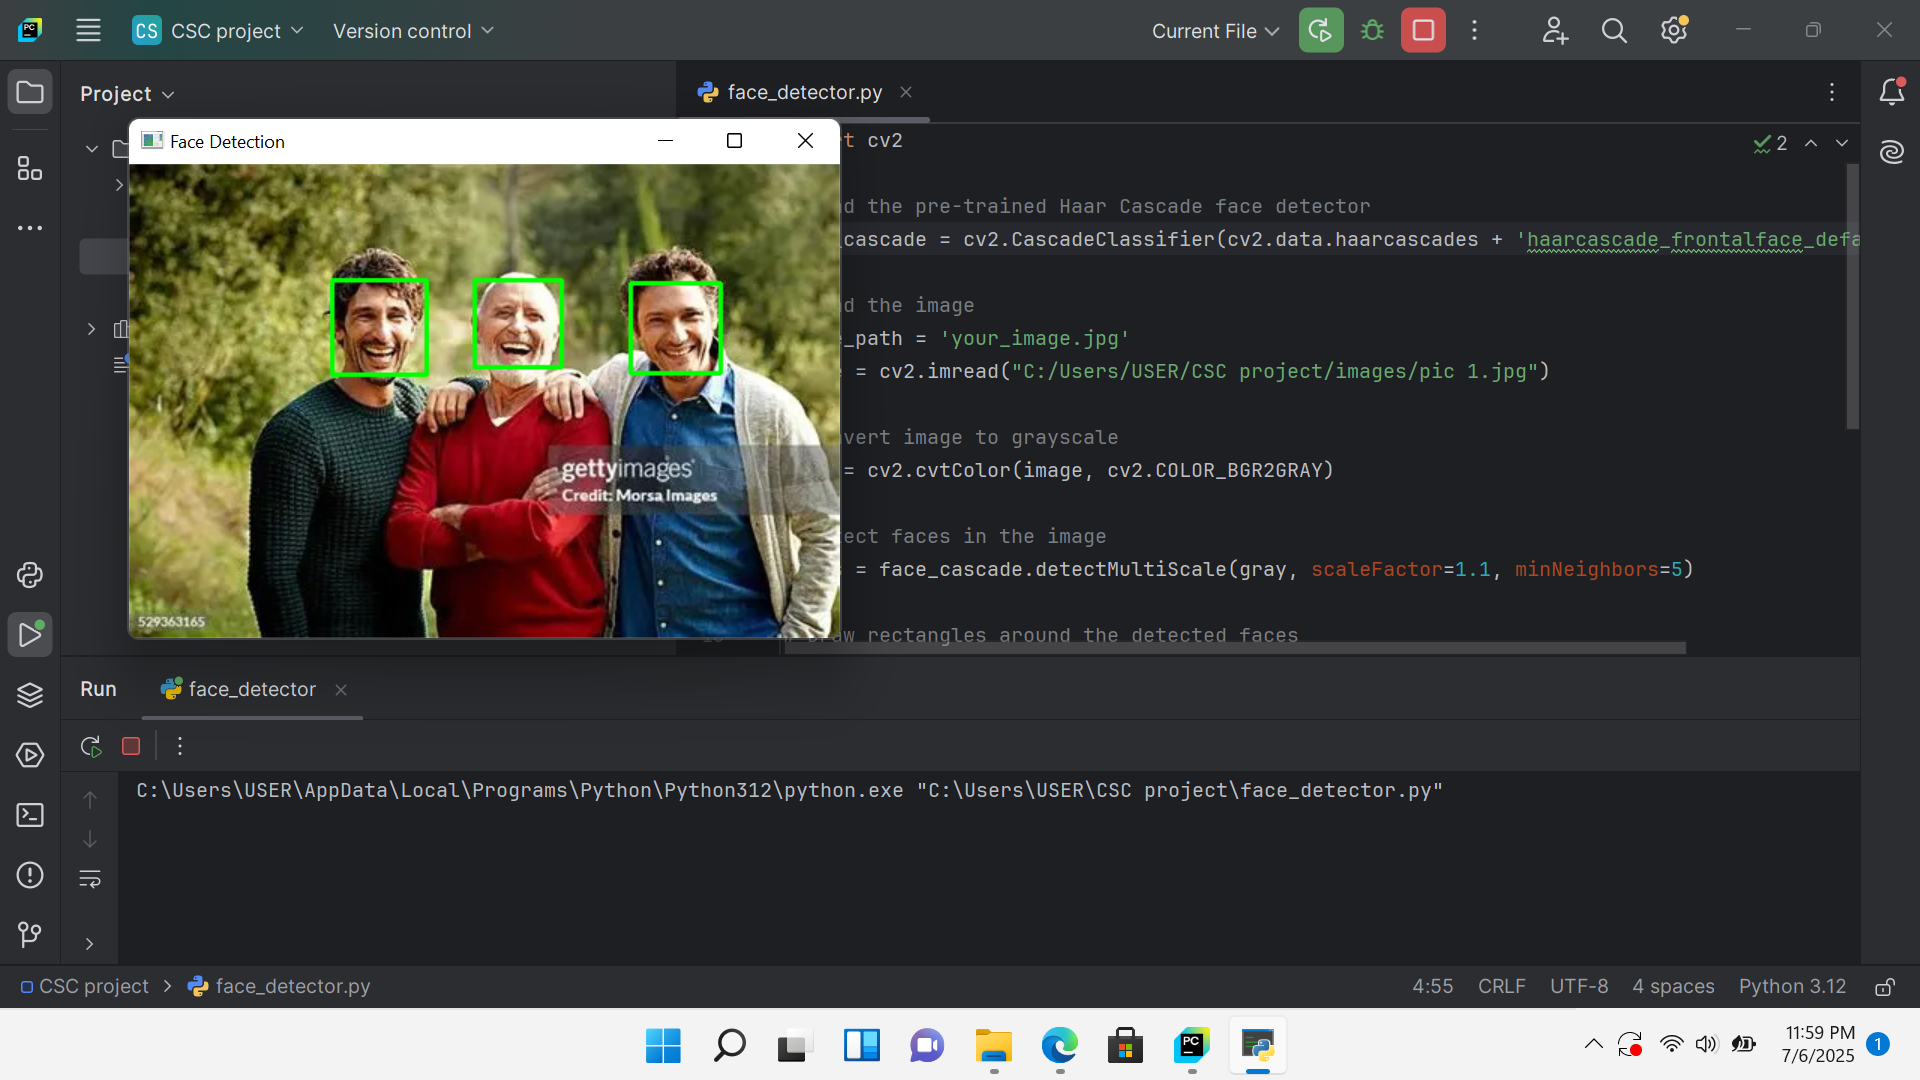 PC
CS CSC project
Version control
Current File
Project
face_detector.py
Face Detection
t cv2
2
d the pre-trained Haar Cascade face detector
cascade = cv2.CascadeClassifier(cv2.data.haarcascades + 'haarcascade_frontalface_defa
d the image
_path = 'your_image.jpg'
= cv2.imread("C:/Users/USER/CSC project/images/pic 1.jpg")
vert image to grayscale
= cv2.cvtColor(image, cv2.COLOR_BGR2GRAY)
ect faces in the image
= face_cascade.detectMultiScale(gray, scaleFactor=1.1, minNeighbors=5)
w rectangles around the detected faces
gettyimages
Credit: Morsa Images
529363165
Run
face_detector
C:\Users\USER\AppData\Local\Programs\Python\Python312\python.exe "C:\Users\USER\CSC project\face_detector.py"
CSC project > face_detector.py
4:55 CRLF UTF-8 4 spaces Python 3.12
PC
11:59 PM
7/6/2025
1